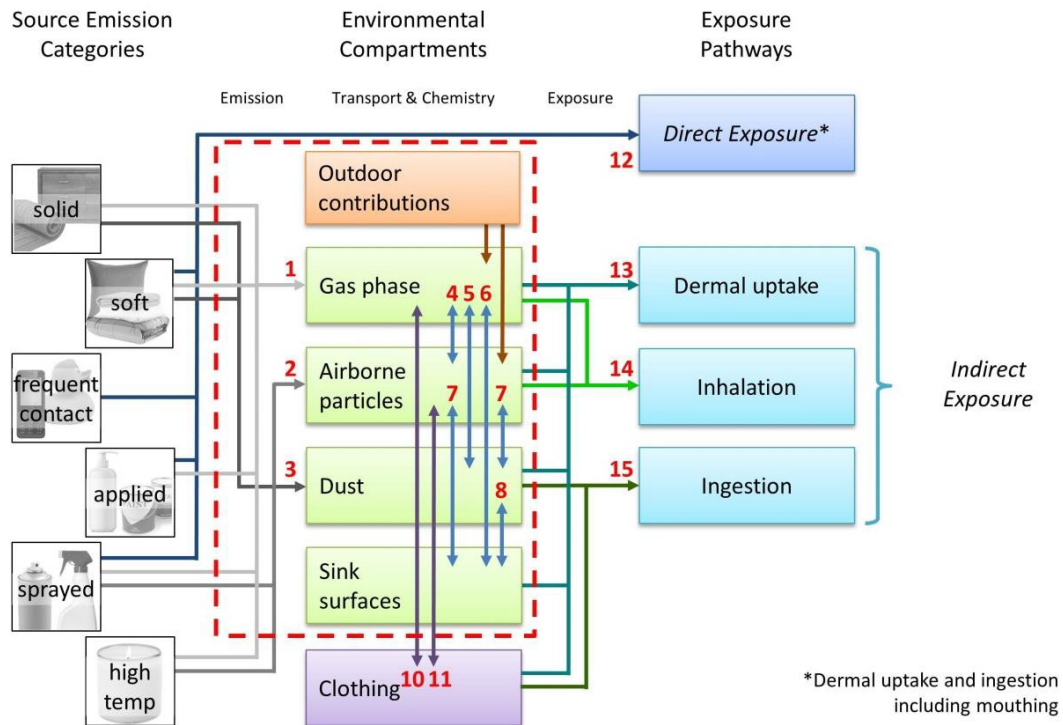 Source Emission
Categories
Environmental
Compartments
Exposure
Pathways
Emission
Transport & Chemistry
Exposure
Direct Exposure*
12
Outdoor
contributions
solid
1
Gas phase
4 5 6
13
Dermal uptake
soft
2
Airborne
particles
7 7
14
Inhalation
Indirect
Exposure
frequent
contact
3
Dust
8
15
Ingestion
applied
Sink
surfaces
sprayed
Clothing
10 11
high
temp
*Dermal uptake and ingestion
including mouthing